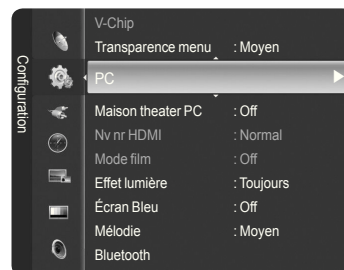 Configuration
V-Chip
Transparence menu : Moyen
PC
Maison theater PC : Off
Nv nr HDMI : Normal
Mode film : Off
Effet lumière : Toujours
Écran Bleu : Off
Mélodie : Moyen
Bluetooth